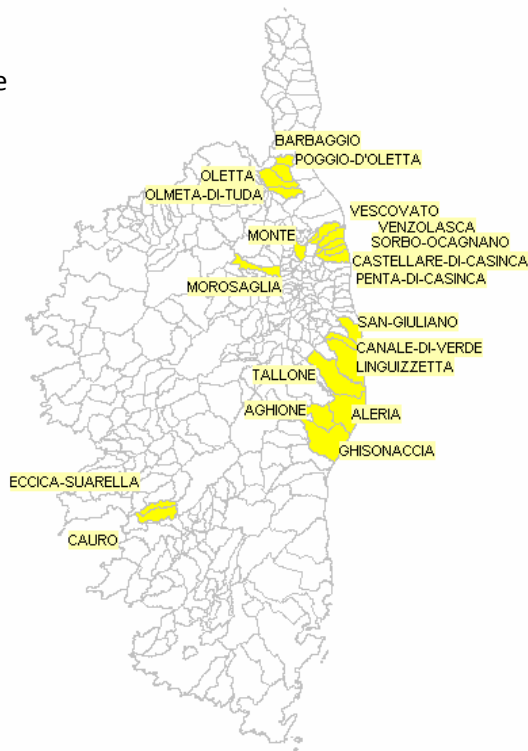 e
BARBAGGIO
POGGIO-D'OLETTA
OLETTA
OLMETA-DI-TUDA
VESCOVATO
VENZOLASCA
MONTE
SORBO-OCAGNANO
CASTELLARE-DI-CASINCA
PENTA-DI-CASINCA
MOROSAGLIA
SAN-GIULIANO
CANALE-DI-VERDE
LINGUIZZETTA
TALLONE
AGHIONE
ALERIA
GHISONACCIA
ECCICA-SUARELLA
CAURO